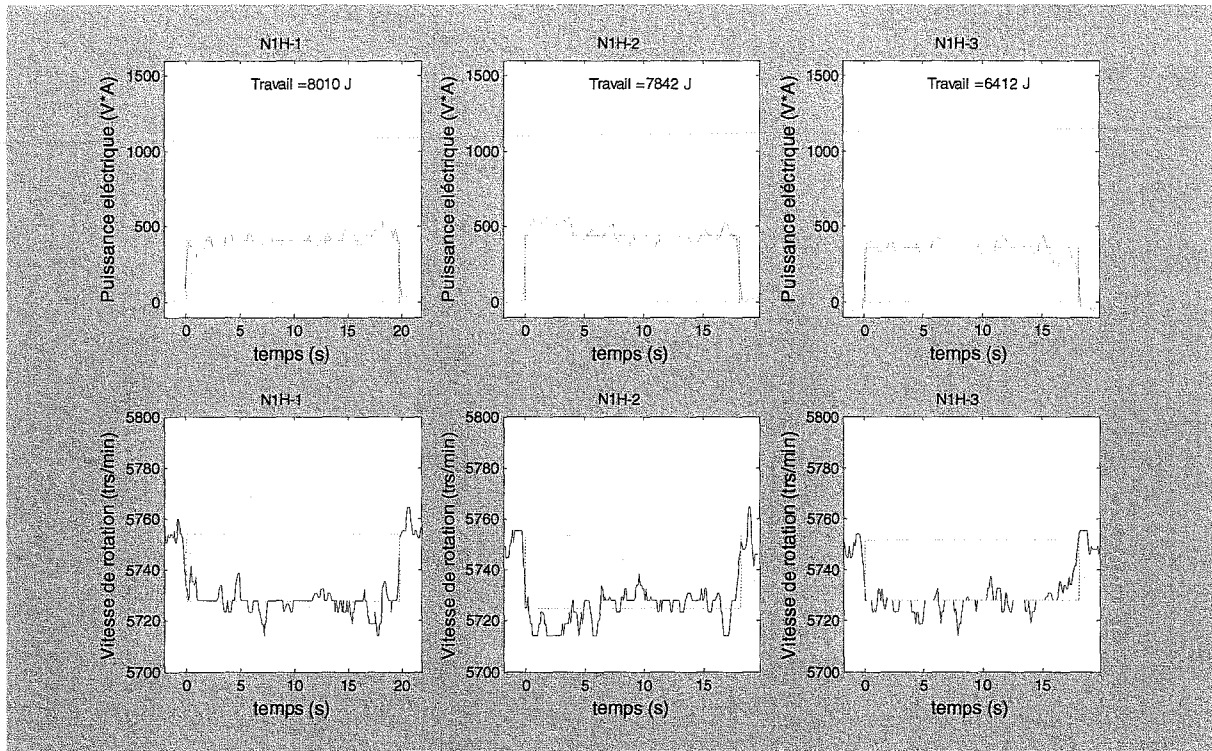 N1H-1 N1H-2 N1H-3
Puissance eléctrique (V*A)
1500
1000
500
0
Travail =8010 J
0 5 10 15 20
temps (s)
Puissance eléctrique (V*A)
1500
1000
500
0
Travail =7842 J
0 5 10 15
temps (s)
Puissance eléctrique (V*A)
1500
1000
500
0
Travail =6412 J
0 5 10 15
temps (s)
N1H-1 N1H-2 N1H-3
Vitesse de rotation (trs/min)
5800
5780
5760
5740
5720
5700
0 5 10 15 20
temps (s)
Vitesse de rotation (trs/min)
5800
5780
5760
5740
5720
5700
0 5 10 15
temps (s)
Vitesse de rotation (trs/min)
5800
5780
5760
5740
5720
5700
0 5 10 15
temps (s)